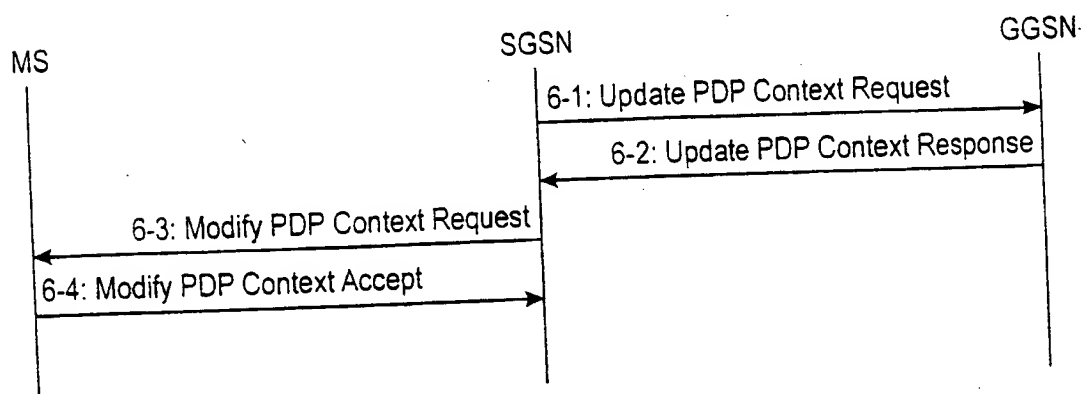 MS
SGSN
GGSN
6-1: Update PDP Context Request
6-2: Update PDP Context Response
6-3: Modify PDP Context Request
6-4: Modify PDP Context Accept